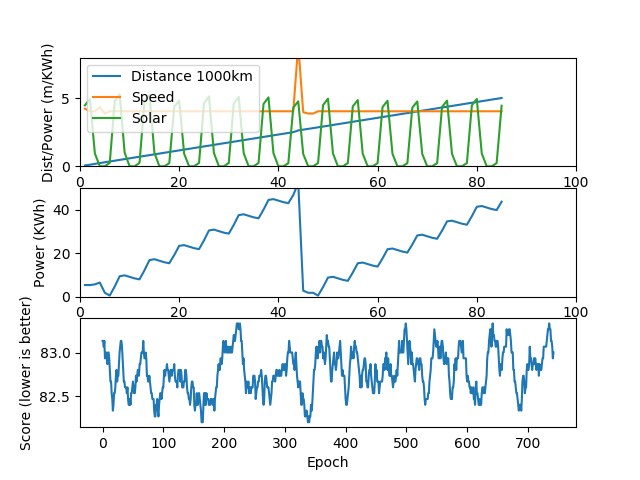 Dist/Power (m/KWh)
5
0
Distance 1000km
Speed
Solar
0 20 40 60 80 100
Power (KWh)
40
20
0
0 20 40 60 80 100
Score (lower is better)
83.0
82.5
0 100 200 300 400 500 600 700
Epoch